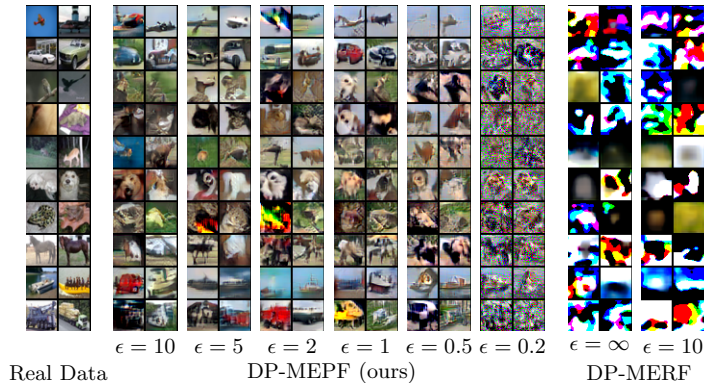 ϵ = 10 ϵ = 5 ϵ = 2 ϵ = 1 ϵ = 0.5 ϵ = 0.2 ϵ = ∞ ϵ = 10
Real Data DP-MEPF (ours) DP-MERF